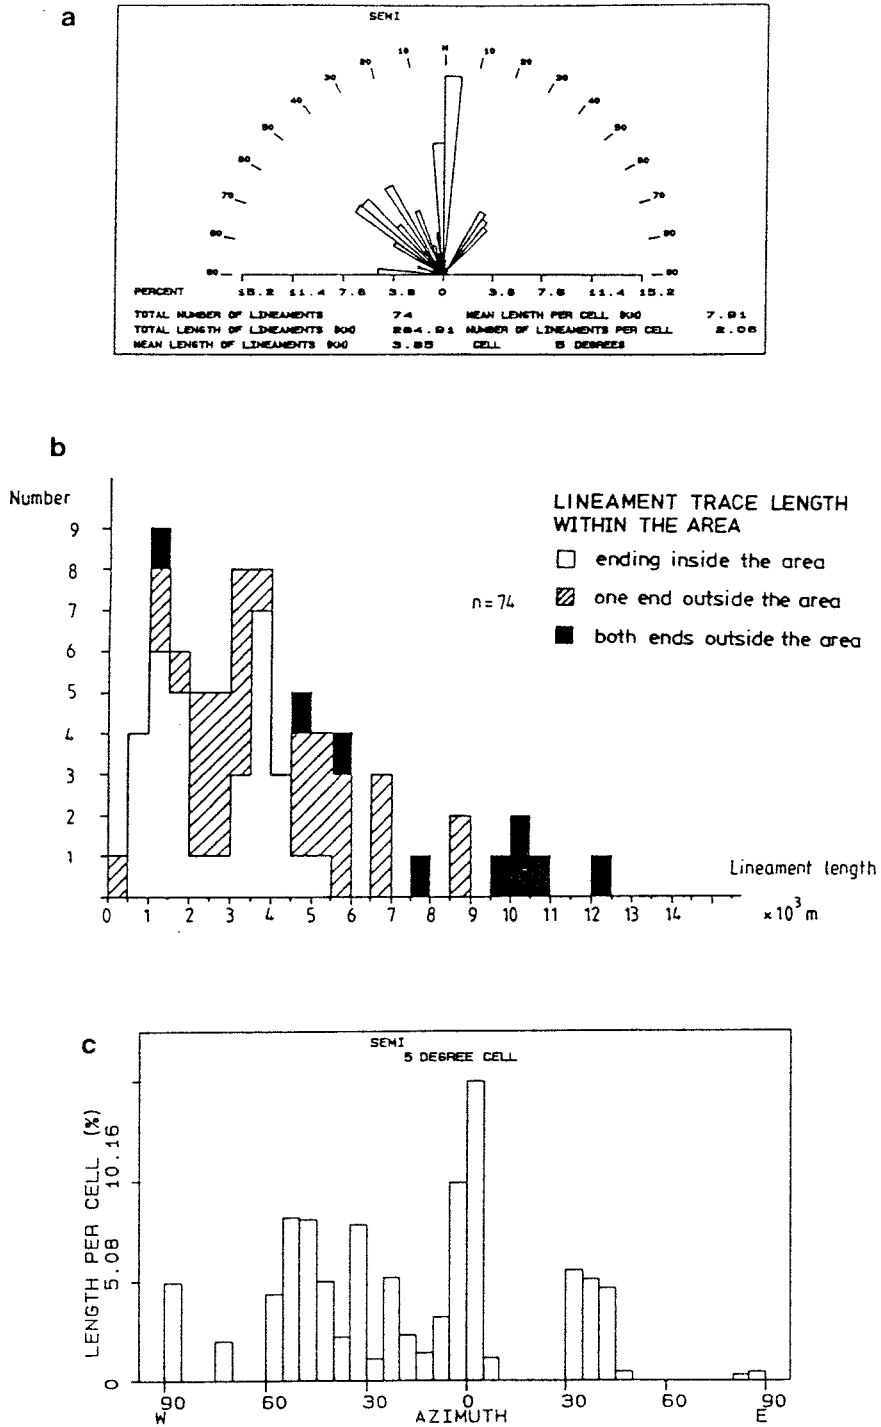 a
SEMI
N
10 10
20 20
30 30
40 40
50 50
60 60
70 70
80 80
90 90
PERCENT 15.2 11.4 7.6 3.8 0 3.8 7.6 11.4 15.2
TOTAL NUMBER OF LINEAMENTS 74 MEAN LENGTH PER CELL (KM) 7.91
TOTAL LENGTH OF LINEAMENTS (KM) 284.91 NUMBER OF LINEAMENTS PER CELL 2.06
MEAN LENGTH OF LINEAMENTS (KM) 3.85 CELL 5 DEGREES
b
Number
LINEAMENT TRACE LENGTH
WITHIN THE AREA
ending inside the area
n=74 one end outside the area
both ends outside the area
9
8
7
6
5
4
3
2
1
Lineament length
0 1 2 3 4 5 6 7 8 9 10 11 12 13 14 ×10³ m
c
SEMI
5 DEGREE CELL
LENGTH PER CELL (%)
0 5.08 10.16
90 60 30 0 30 60 90
W AZIMUTH E